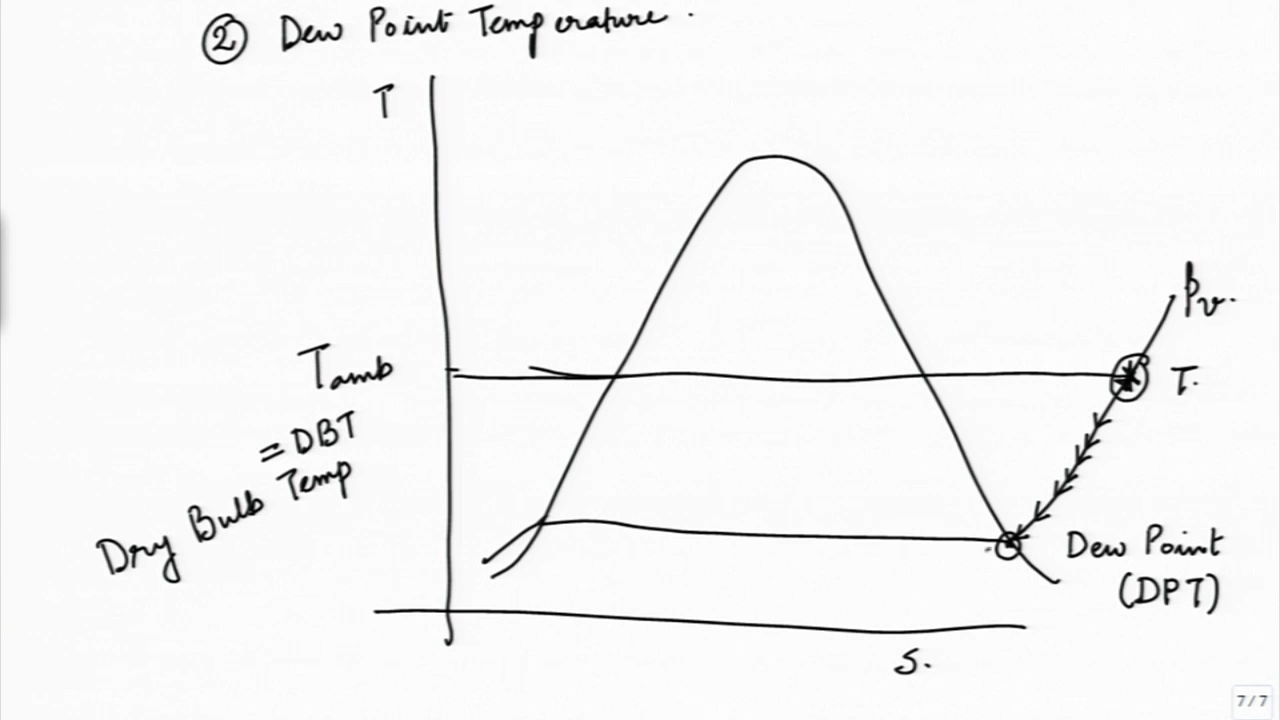 ② Dew Point Temperature.
T
pv.
Tamb
T.
= DBT
Dry Bulb Temp
Dew Point
(DPT)
S.
7/7